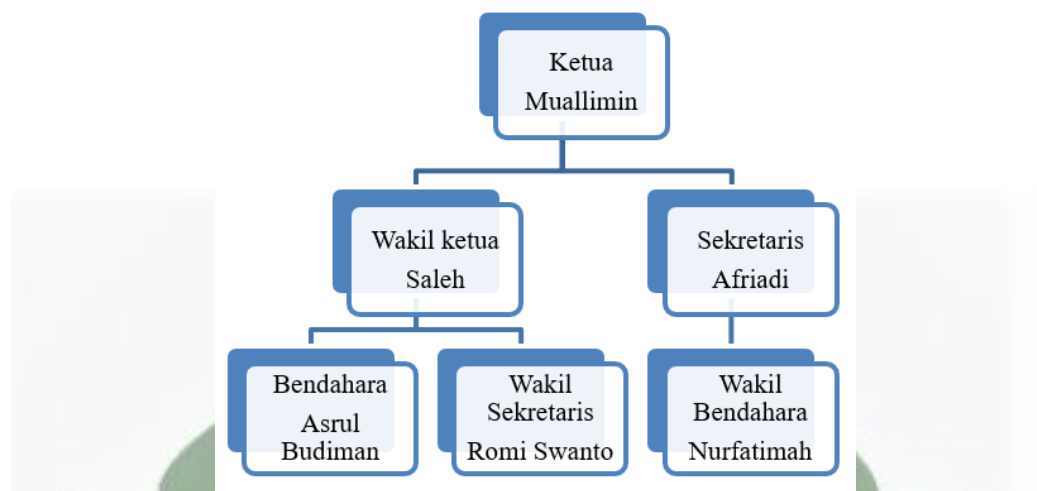 Ketua
Muallimin
Wakil ketua
Saleh
Sekretaris
Afriadi
Bendahara
Asrul
Budiman
Wakil
Sekretaris
Romi Swanto
Wakil
Bendahara
Nurfatimah